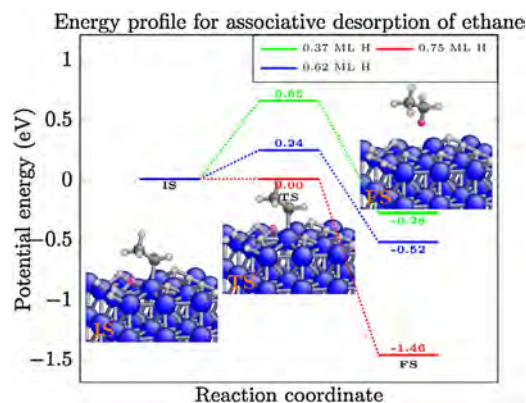 Energy profile for associative desorption of ethane
0.37 ML H
0.75 ML H
0.62 ML H
Potential energy (eV)
1
0.5
0
−0.5
−1
−1.5
0.65
0.24
0.00
IS
TS
-0.28
-0.52
-1.46
FS
IS
TS
FS
Reaction coordinate